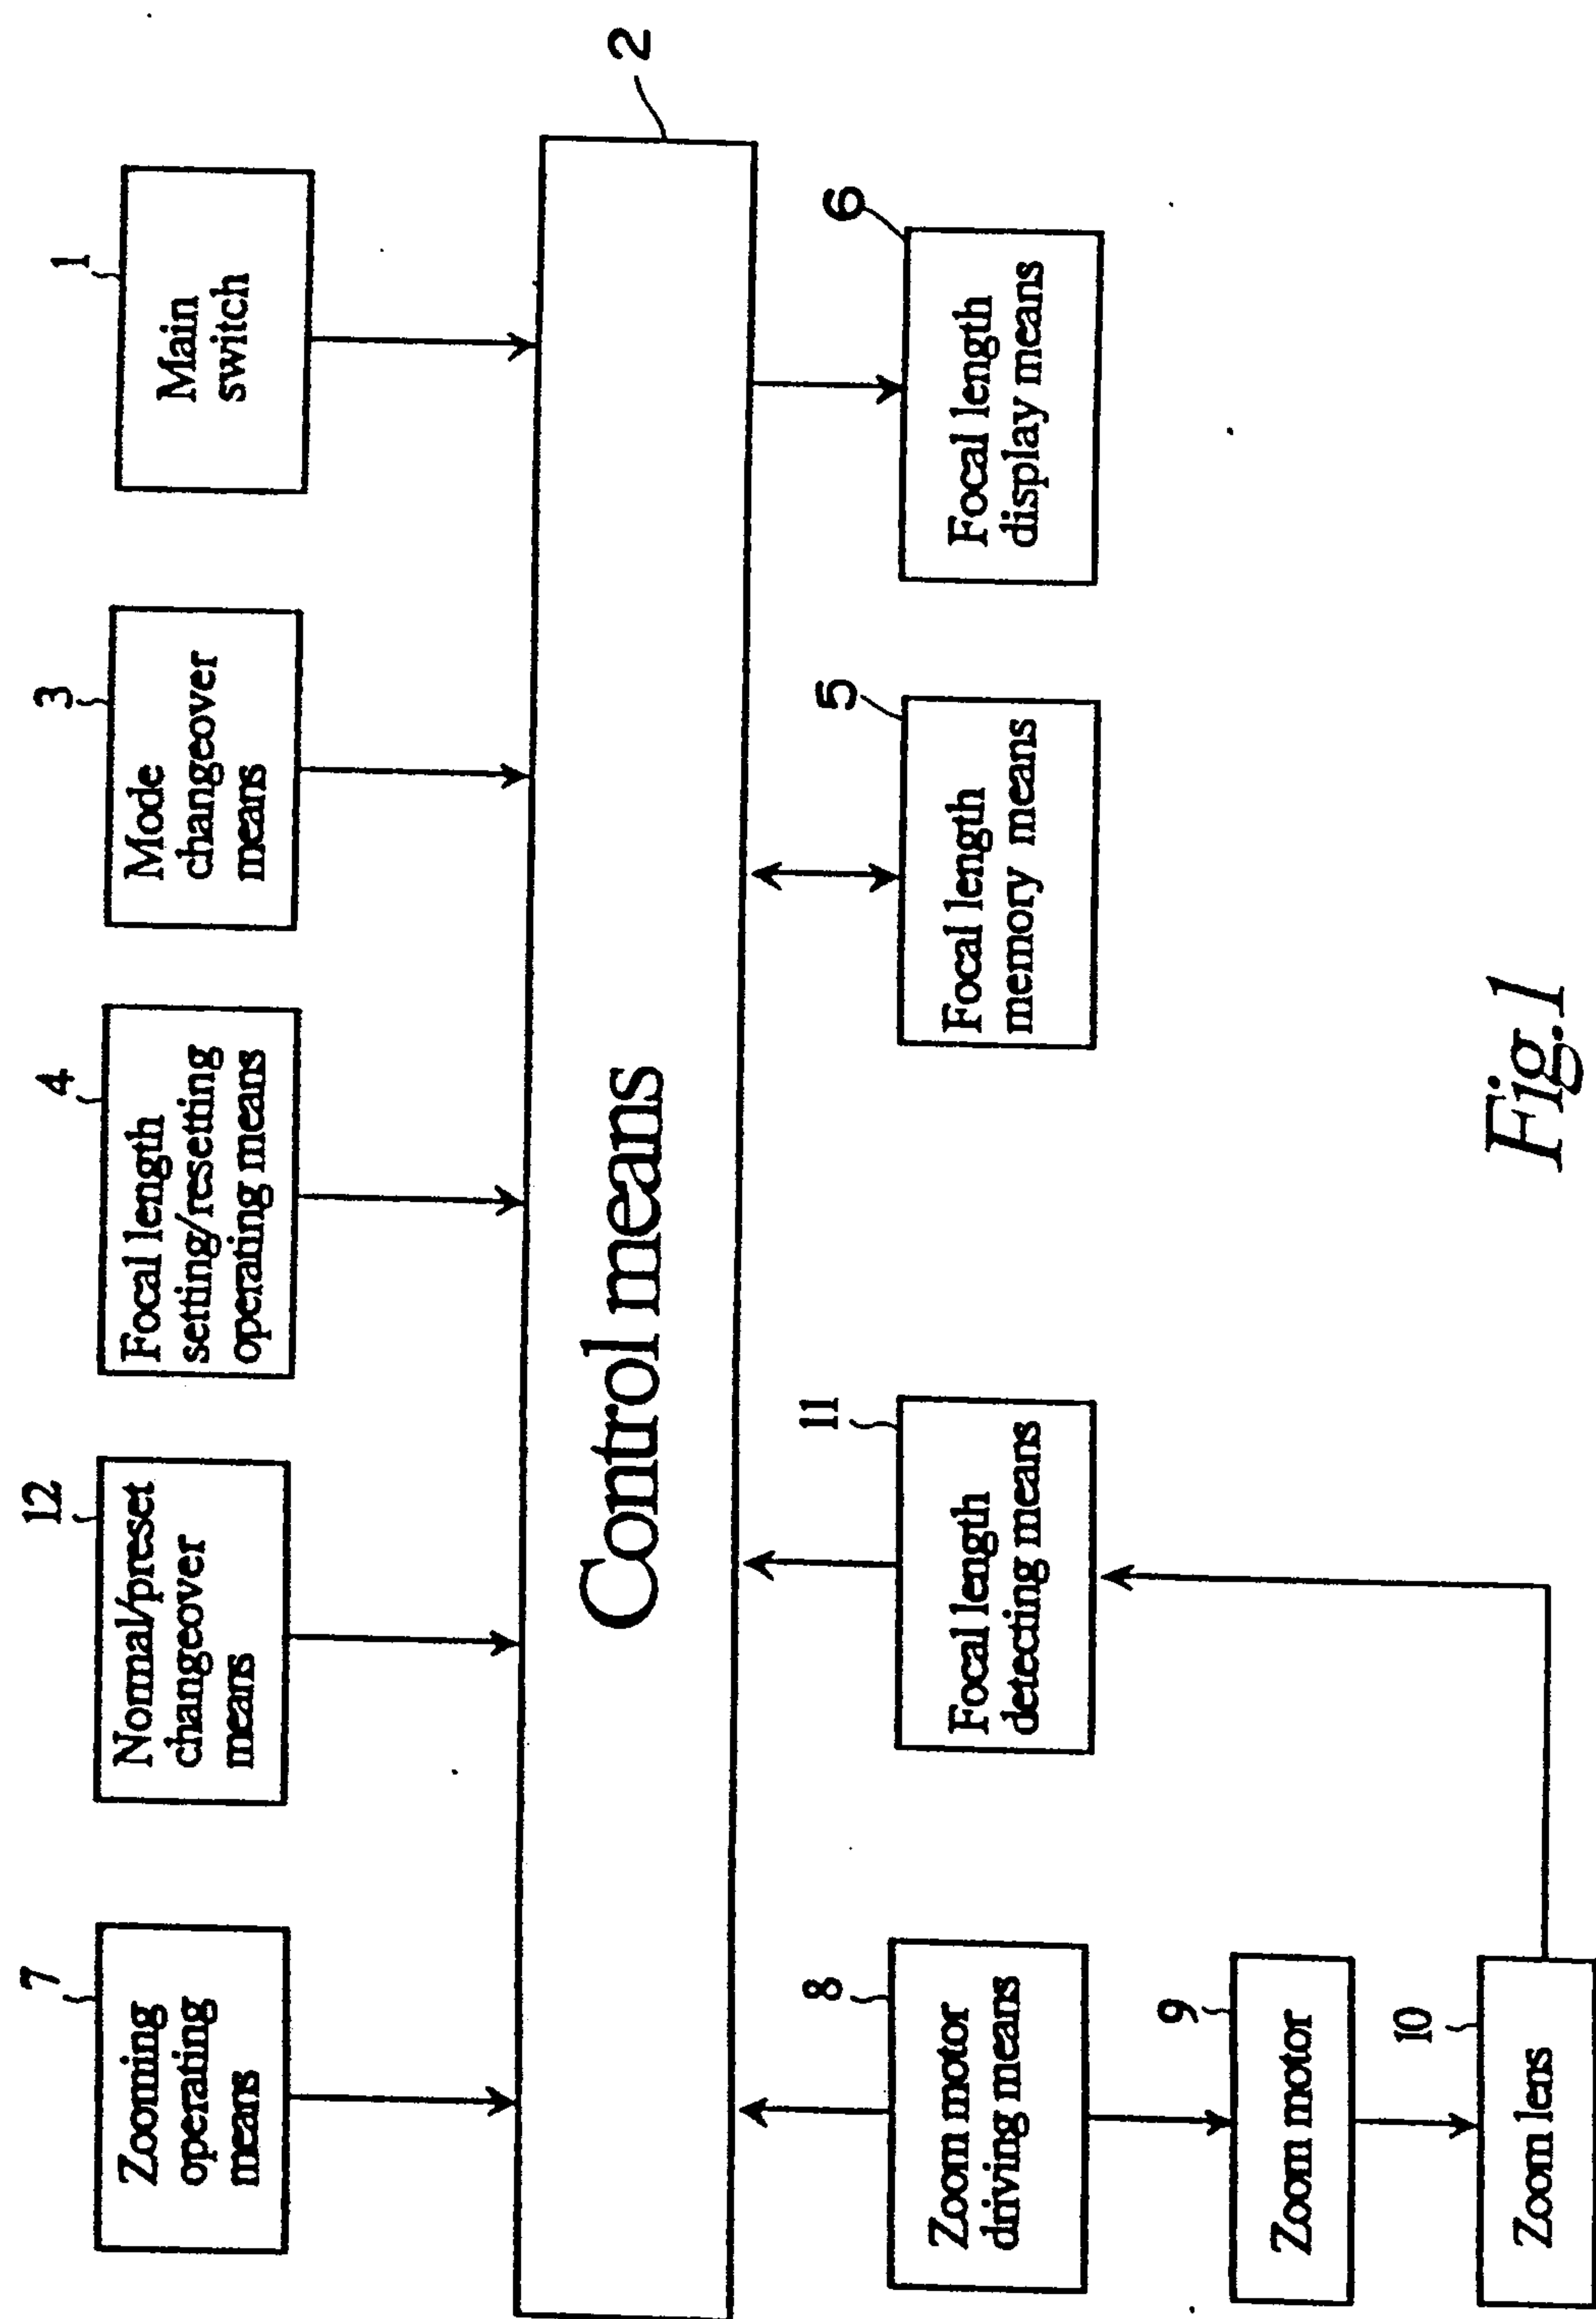 7
Zooming
operating
means
12
Normal/preset
changeover
means
4
Focal length
setting/resetting
operating means
3
Mode
changeover
means
1
Main
switch
2
Control means
8
Zoom motor
driving means
11
Focal length
detecting means
5
Focal length
memory means
6
Focal length
display means
9
Zoom motor
10
Zoom lens
Fig.1